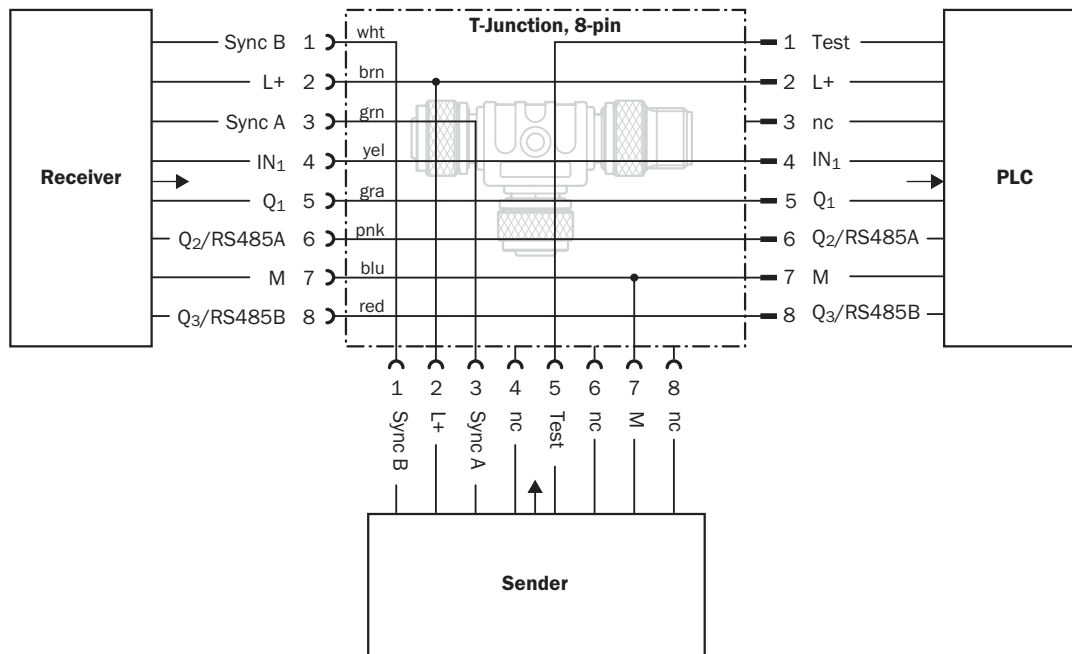 T-Junction, 8-pin
Sync B 1 wht 1 Test
L+ 2 brn 2 L+
Sync A 3 grn 3 nc
IN1 4 yel 4 IN1
Receiver PLC
Q1 5 gra 5 Q1
Q2/RS485A 6 pnk 6 Q2/RS485A
M 7 blu 7 M
Q3/RS485B 8 red 8 Q3/RS485B
1 2 3 4 5 6 7 8
Sync B L+ Sync A nc Test nc M nc
Sender